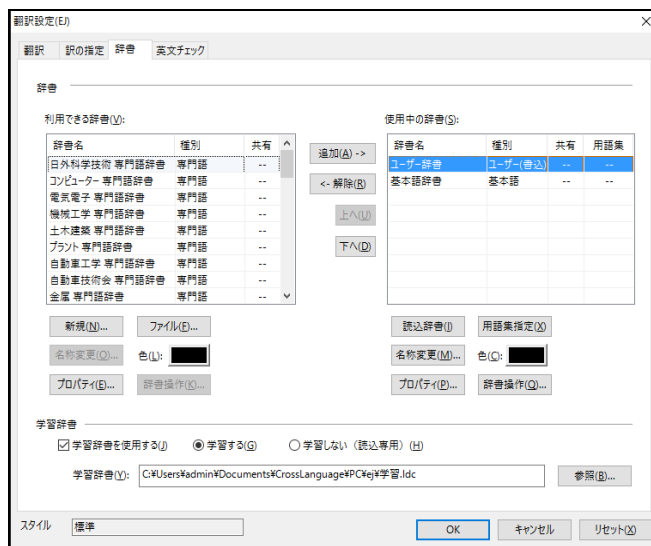 翻訳設定(EJ)
翻訳 訳の指定 辞書 英文チェック
辞書
利用できる辞書(V): 使用中の辞書(S):
辞書名 種別 共有 辞書名 種別 共有 用語集
日外科学技術 専門語辞書 専門語 -- 追加(A) -> ユーザー辞書 ユーザー(書込) -- --
コンピューター 専門語辞書 専門語 -- <- 解除(R) 基本語辞書 基本語 -- --
電気電子 専門語辞書 専門語 --
機械工学 専門語辞書 専門語 -- 上へ(U)
土木建築 専門語辞書 専門語 --
プラント 専門語辞書 専門語 -- 下へ(D)
自動車工学 専門語辞書 専門語 --
自動車技術会 専門語辞書 専門語 --
金属 専門語辞書 専門語 --
新規(N)... ファイル(F)... 読込辞書(I) 用語集指定(X)
名称変更(O)... 色(L): 名称変更(M)... 色(C):
プロパティ(E)... 辞書操作(K)... プロパティ(P)... 辞書操作(Q)...
学習辞書
学習辞書を使用する(J) 学習する(G) 学習しない（読込専用）(H)
学習辞書(Y): C:¥Users¥admin¥Documents¥CrossLanguage¥PC¥ej¥学習.ldc 参照(B)...
スタイル 標準 OK キャンセル リセット(X)